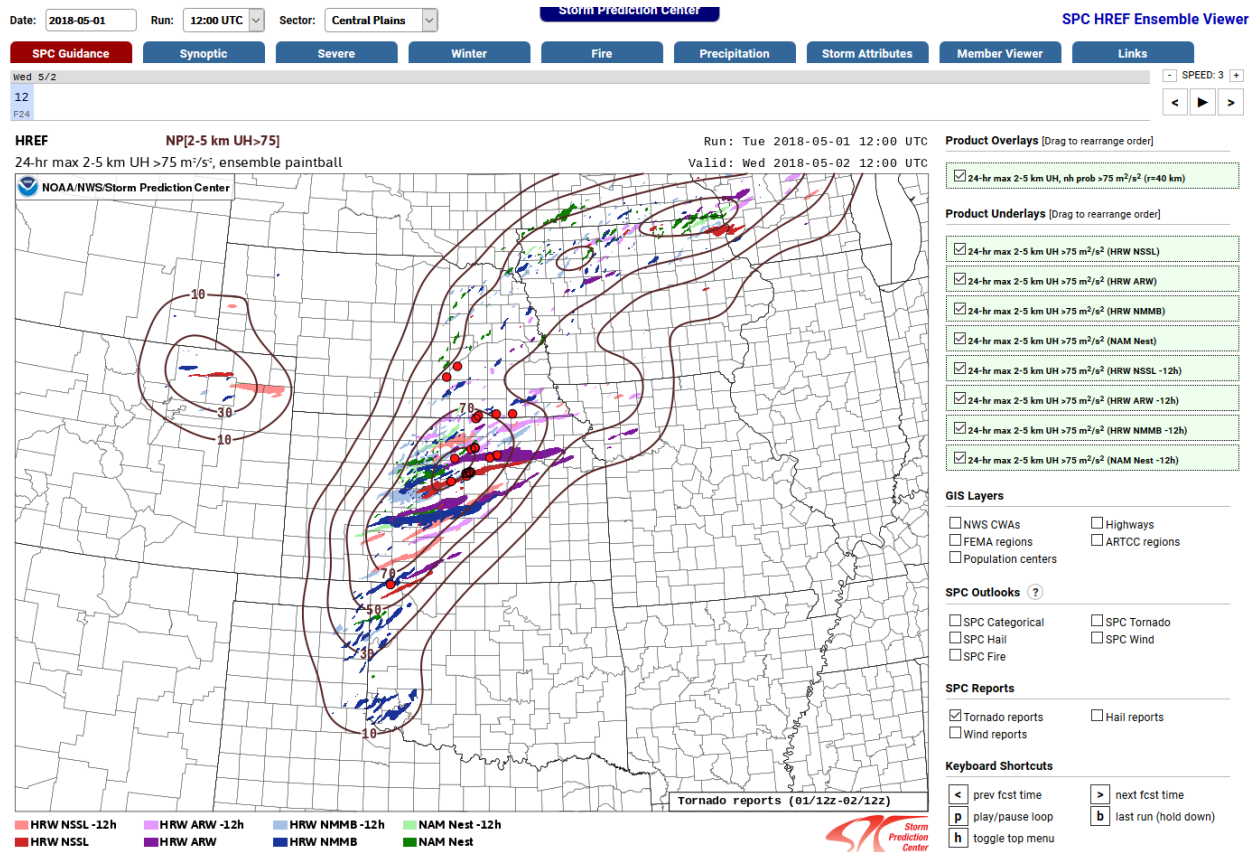 Date: 2018-05-01 Run: 12:00 UTC Sector: Central Plains Storm Prediction Center SPC HREF Ensemble Viewer
SPC Guidance Synoptic Severe Winter Fire Precipitation Storm Attributes Member Viewer Links
Wed 5/2 - SPEED: 3 +
12
F24
< ▶ >
HREF NP[2-5 km UH>75] Run: Tue 2018-05-01 12:00 UTC
24-hr max 2-5 km UH >75 m²/s², ensemble paintball Valid: Wed 2018-05-02 12:00 UTC
NOAA/NWS/Storm Prediction Center
10
30
10
70
70
50
30
10
Tornado reports (01/12z-02/12z)
HRW NSSL -12h HRW ARW -12h HRW NMMB -12h NAM Nest -12h
HRW NSSL HRW ARW HRW NMMB NAM Nest
Storm
Prediction
Center
Product Overlays [Drag to rearrange order]
24-hr max 2-5 km UH, nh prob >75 m²/s² (r=40 km)
Product Underlays [Drag to rearrange order]
24-hr max 2-5 km UH >75 m²/s² (HRW NSSL)
24-hr max 2-5 km UH >75 m²/s² (HRW ARW)
24-hr max 2-5 km UH >75 m²/s² (HRW NMMB)
24-hr max 2-5 km UH >75 m²/s² (NAM Nest)
24-hr max 2-5 km UH >75 m²/s² (HRW NSSL -12h)
24-hr max 2-5 km UH >75 m²/s² (HRW ARW -12h)
24-hr max 2-5 km UH >75 m²/s² (HRW NMMB -12h)
24-hr max 2-5 km UH >75 m²/s² (NAM Nest -12h)
GIS Layers
NWS CWAs Highways
FEMA regions ARTCC regions
Population centers
SPC Outlooks ?
SPC Categorical SPC Tornado
SPC Hail SPC Wind
SPC Fire
SPC Reports
Tornado reports Hail reports
Wind reports
Keyboard Shortcuts
< prev fcst time > next fcst time
p play/pause loop b last run (hold down)
h toggle top menu